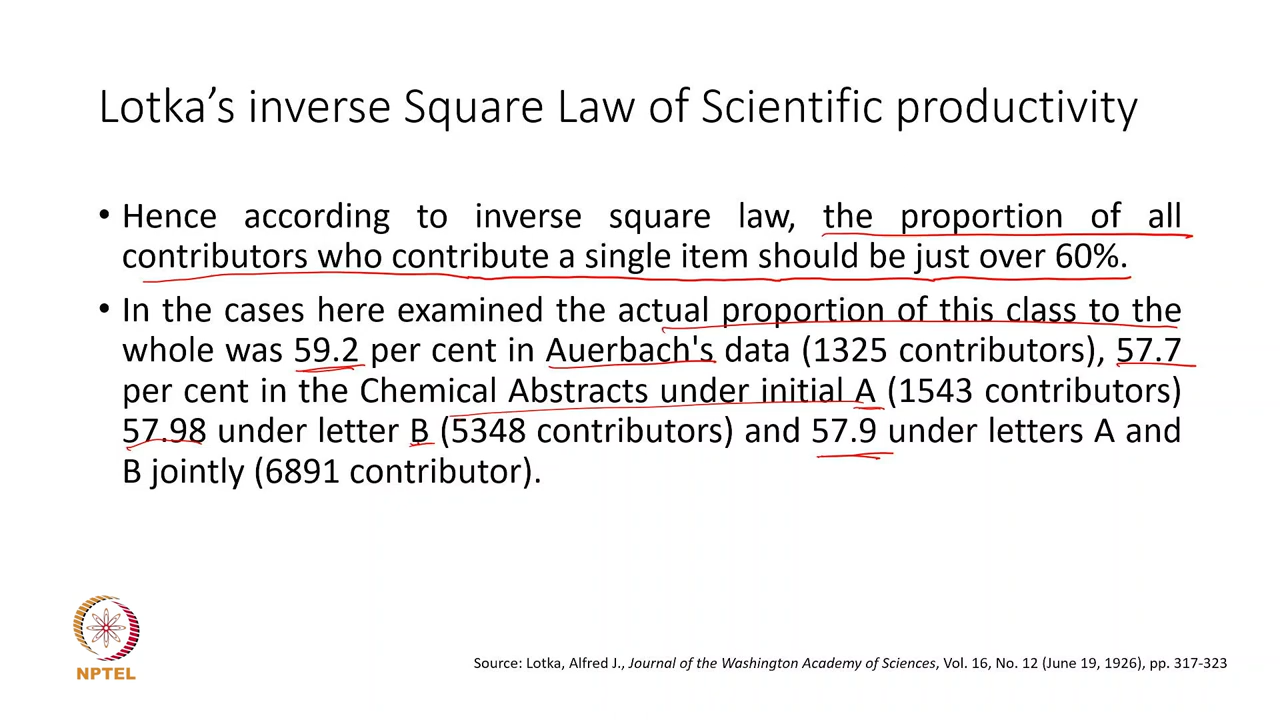 Lotka’s inverse Square Law of Scientific productivity
• Hence according to inverse square law, the proportion of all
contributors who contribute a single item should be just over 60%.
• In the cases here examined the actual proportion of this class to the
whole was 59.2 per cent in Auerbach's data (1325 contributors), 57.7
per cent in the Chemical Abstracts under initial A (1543 contributors)
57.98 under letter B (5348 contributors) and 57.9 under letters A and
B jointly (6891 contributor).
NPTEL
Source: Lotka, Alfred J., Journal of the Washington Academy of Sciences, Vol. 16, No. 12 (June 19, 1926), pp. 317-323